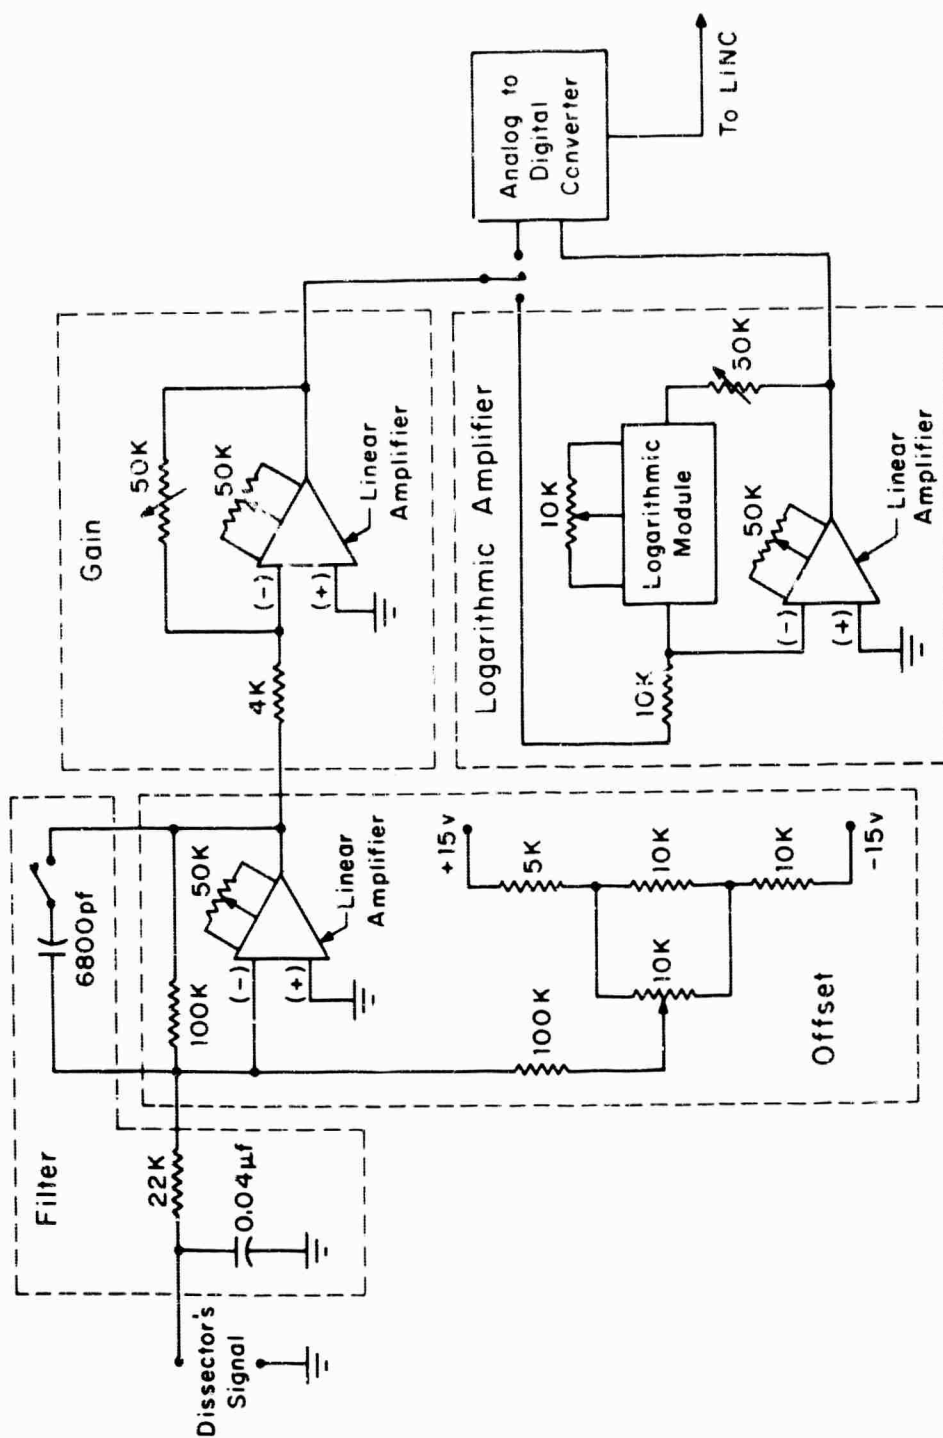 Filter
6800pf
Dissector's
Signal
22K
0.04μf
100K
(-)
(+)
50K
Linear
Amplifier
100K
+15v
5K
10K
10K
10K
-15v
Offset
Gain
4K
50K
50K
(-)
(+)
Linear
Amplifier
Logarithmic Amplifier
10K
10K
Logarithmic
Module
50K
50K
(-)
(+)
Linear
Amplifier
Analog to
Digital
Converter
To LINC